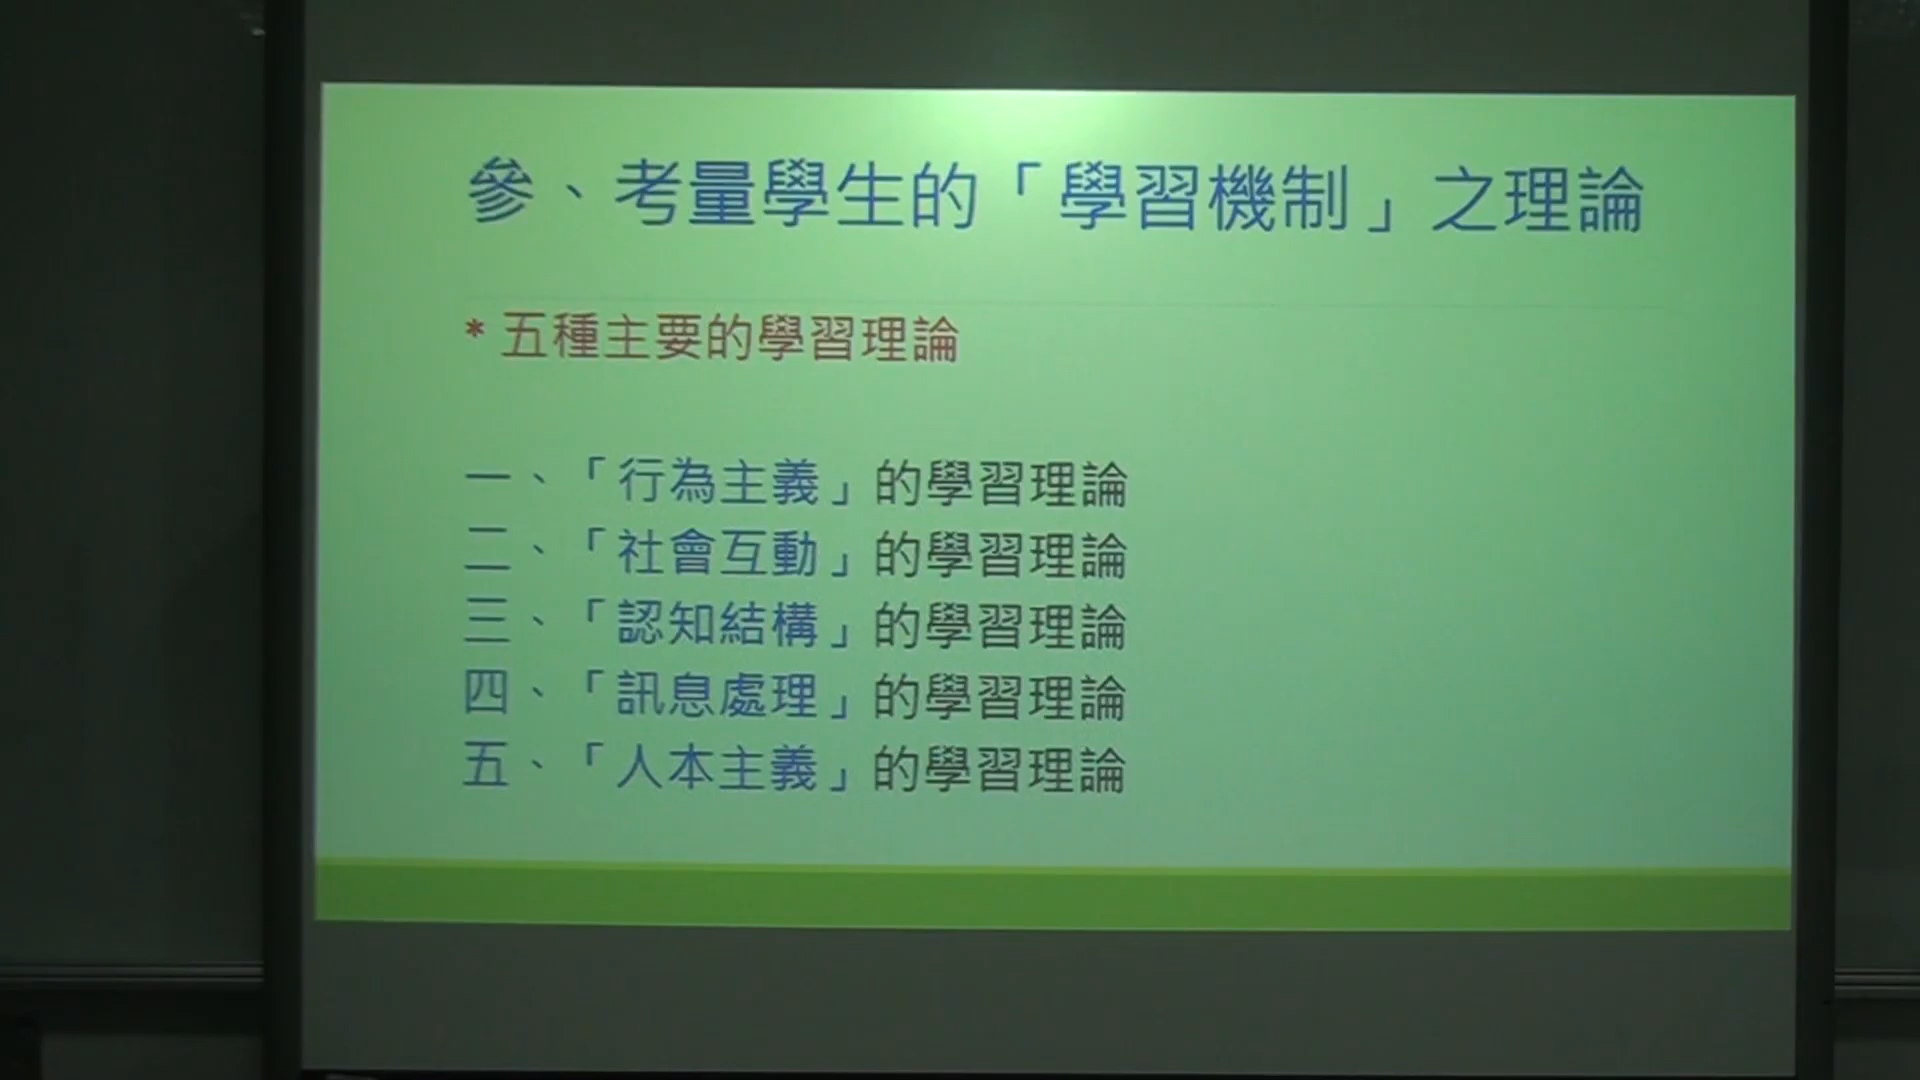 參、考量學生的「學習機制」之理論
* 五種主要的學習理論
一、「行為主義」的學習理論
二、「社會互動」的學習理論
三、「認知結構」的學習理論
四、「訊息處理」的學習理論
五、「人本主義」的學習理論